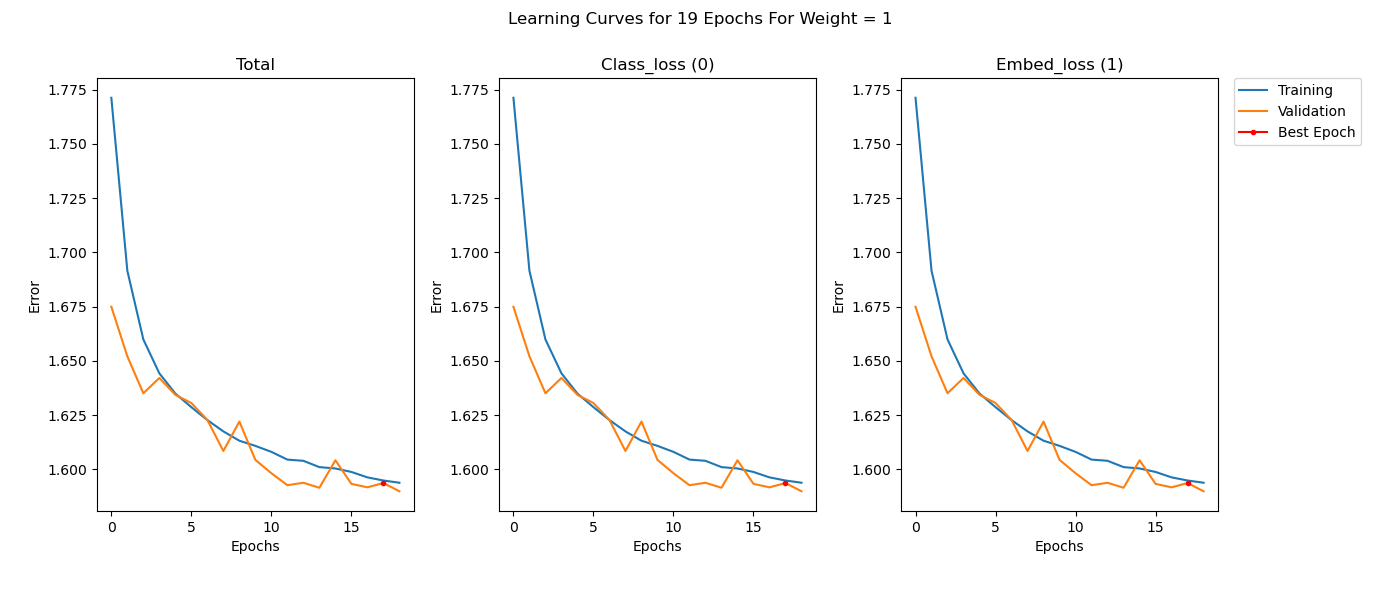 Learning Curves for 19 Epochs For Weight = 1
Total
Error
1.775
1.750
1.725
1.700
1.675
1.650
1.625
1.600
0 5 10 15
Epochs
Class_loss (0)
Error
1.775
1.750
1.725
1.700
1.675
1.650
1.625
1.600
0 5 10 15
Epochs
Embed_loss (1)
Error
1.775
1.750
1.725
1.700
1.675
1.650
1.625
1.600
0 5 10 15
Epochs
Training
Validation
Best Epoch